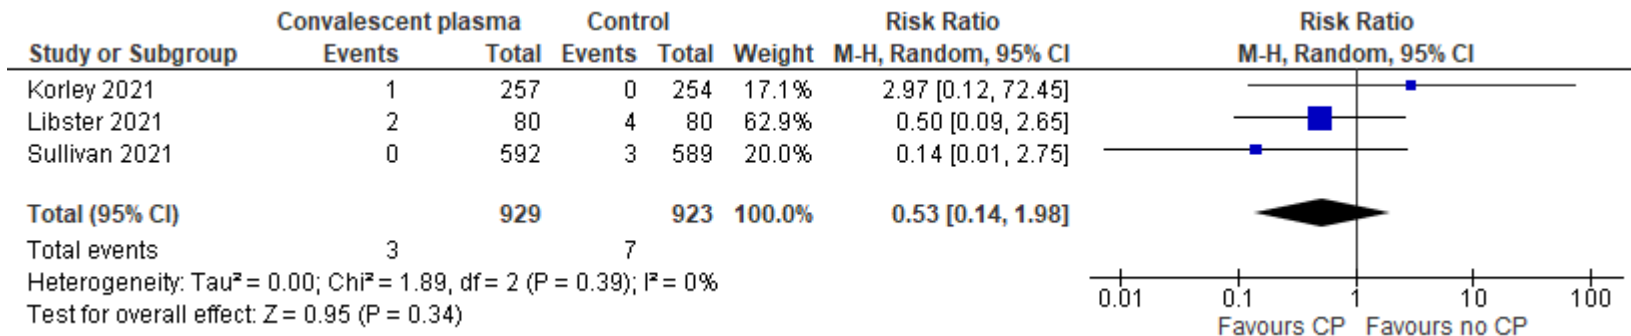 Convalescent plasma Control Risk Ratio Risk Ratio
Study or Subgroup Events Total Events Total Weight M-H, Random, 95% CI M-H, Random, 95% CI
Korley 2021 1 257 0 254 17.1% 2.97 [0.12, 72.45]
Libster 2021 2 80 4 80 62.9% 0.50 [0.09, 2.65]
Sullivan 2021 0 592 3 589 20.0% 0.14 [0.01, 2.75]
Total (95% CI) 929 923 100.0% 0.53 [0.14, 1.98]
Total events 3 7
Heterogeneity: Tau² = 0.00; Chi² = 1.89, df = 2 (P = 0.39); I² = 0%
Test for overall effect: Z = 0.95 (P = 0.34)
0.01 0.1 1 10 100
Favours CP Favours no CP